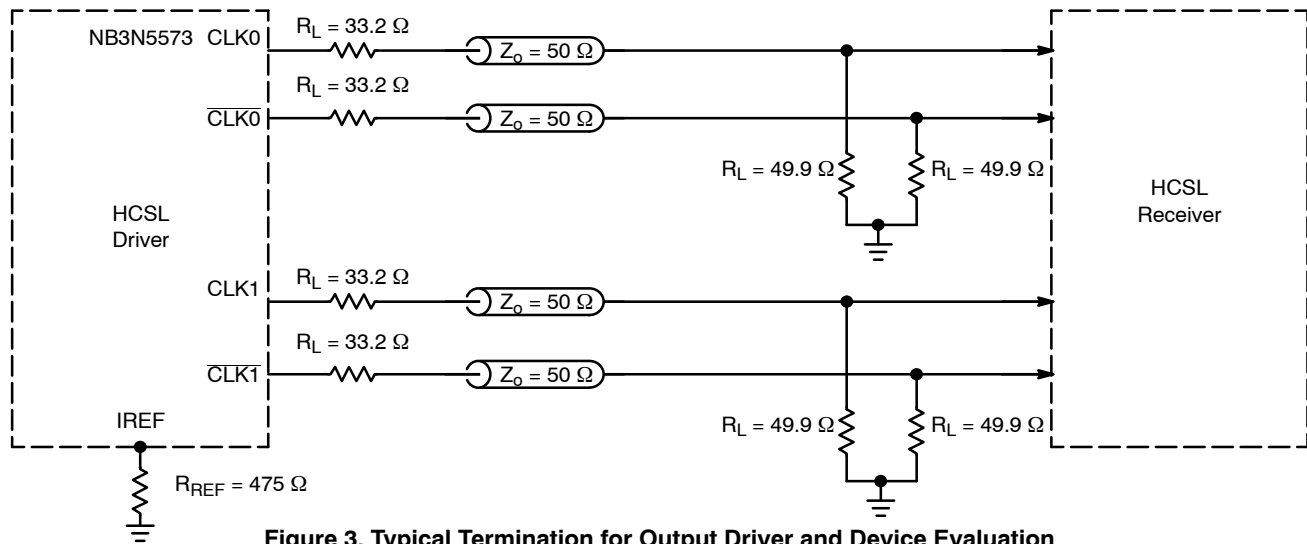 NB3N5573 CLK0
R_L = 33.2 Ω
Z_o = 50 Ω
R_L = 33.2 Ω
C̅L̅K̅0̅
Z_o = 50 Ω
R_L = 49.9 Ω
R_L = 49.9 Ω
HCSL
Driver
HCSL
Receiver
CLK1
R_L = 33.2 Ω
Z_o = 50 Ω
R_L = 33.2 Ω
C̅L̅K̅1̅
Z_o = 50 Ω
IREF
R_L = 49.9 Ω
R_L = 49.9 Ω
R_REF = 475 Ω
Figure 3. Typical Termination for Output Driver and Device Evaluation